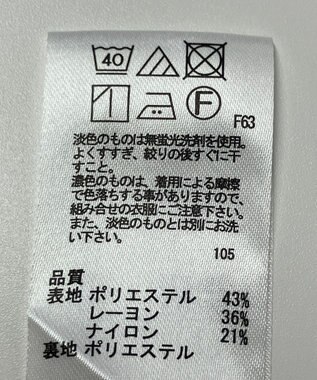 40
F
F63
淡色のものは無蛍光洗剤を使用。
よくすすぎ、絞りの後すぐに干
すこと。
濃色のものは、着用による摩擦
で色落ちする事がありますので、
組み合せの衣服にご注意下さい。
また、淡色のものとは別にお洗
い下さい。
105
品質
表地 ポリエステル 43%
レーヨン 36%
ナイロン 21%
裏地 ポリエステル